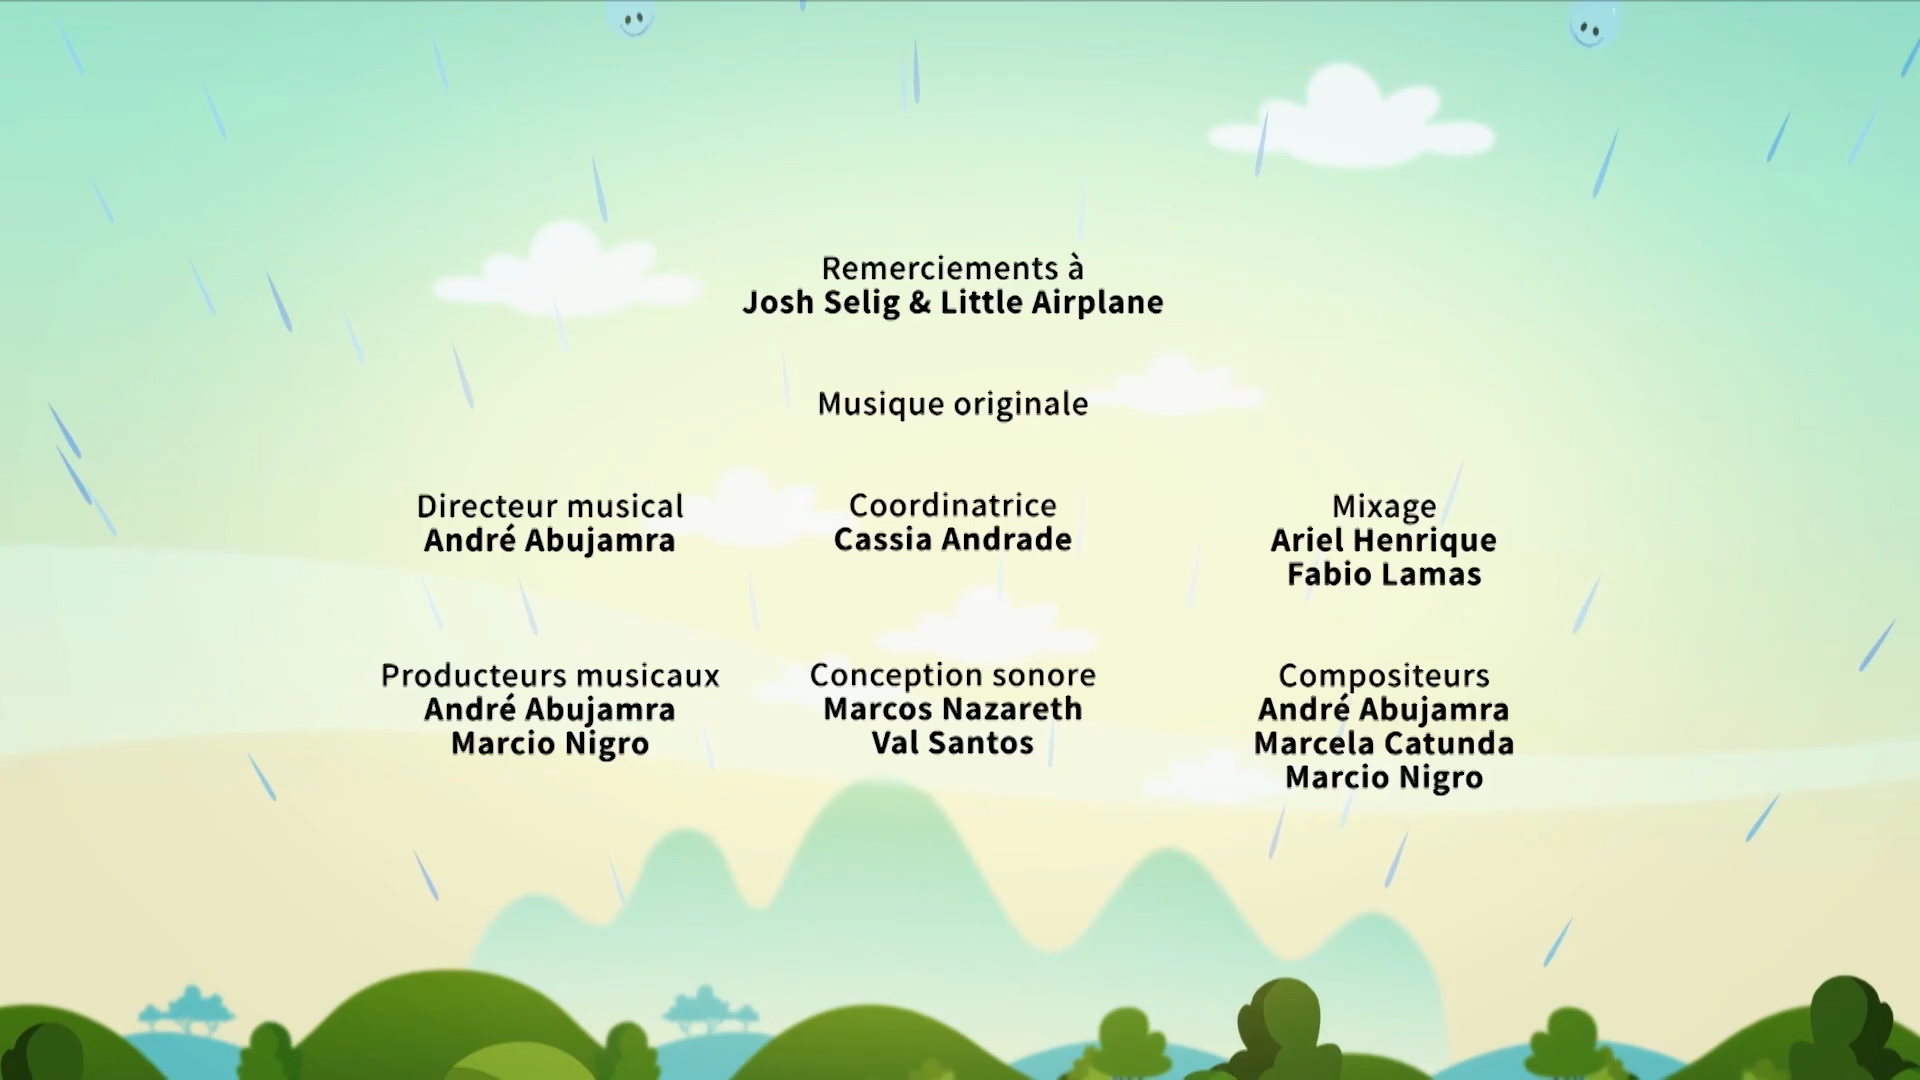 Remerciements à
Josh Selig & Little Airplane
Musique originale
Directeur musical
André Abujamra
Coordinatrice
Cassia Andrade
Mixage
Ariel Henrique
Fabio Lamas
Producteurs musicaux
André Abujamra
Marcio Nigro
Conception sonore
Marcos Nazareth
Val Santos
Compositeurs
André Abujamra
Marcela Catunda
Marcio Nigro